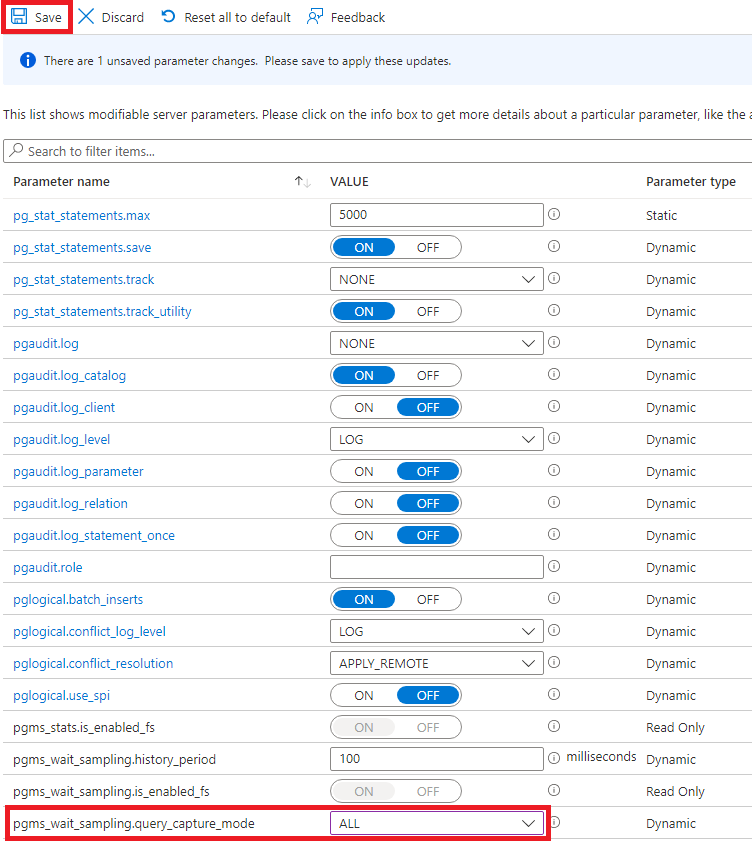 Save Discard Reset all to default Feedback
There are 1 unsaved parameter changes. Please save to apply these updates.
This list shows modifiable server parameters. Please click on the info box to get more details about a particular parameter, like the a
Search to filter items...
Parameter name VALUE Parameter type
pg_stat_statements.max 5000 Static
pg_stat_statements.save ON OFF Dynamic
pg_stat_statements.track NONE Dynamic
pg_stat_statements.track_utility ON OFF Dynamic
pgaudit.log NONE Dynamic
pgaudit.log_catalog ON OFF Dynamic
pgaudit.log_client ON OFF Dynamic
pgaudit.log_level LOG Dynamic
pgaudit.log_parameter ON OFF Dynamic
pgaudit.log_relation ON OFF Dynamic
pgaudit.log_statement_once ON OFF Dynamic
pgaudit.role Dynamic
pglogical.batch_inserts ON OFF Dynamic
pglogical.conflict_log_level LOG Dynamic
pglogical.conflict_resolution APPLY_REMOTE Dynamic
pglogical.use_spi ON OFF Dynamic
pgms_stats.is_enabled_fs ON OFF Read Only
pgms_wait_sampling.history_period 100 milliseconds Dynamic
pgms_wait_sampling.is_enabled_fs ON OFF Read Only
pgms_wait_sampling.query_capture_mode ALL Dynamic